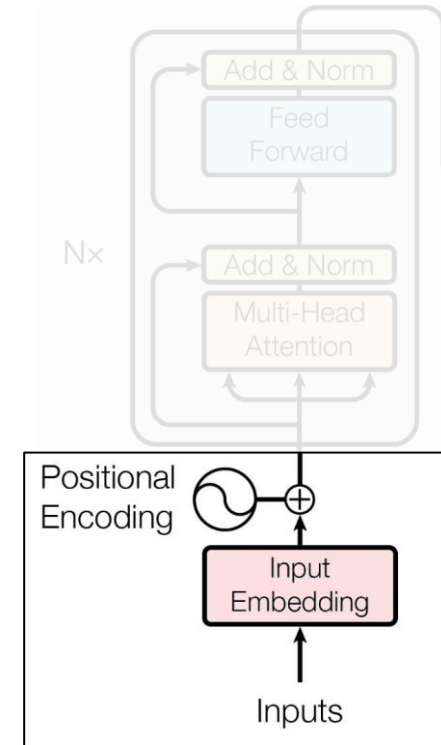 Add & Norm
Feed
Forward
N×
Add & Norm
Multi-Head
Attention
Positional
Encoding
Input
Embedding
Inputs